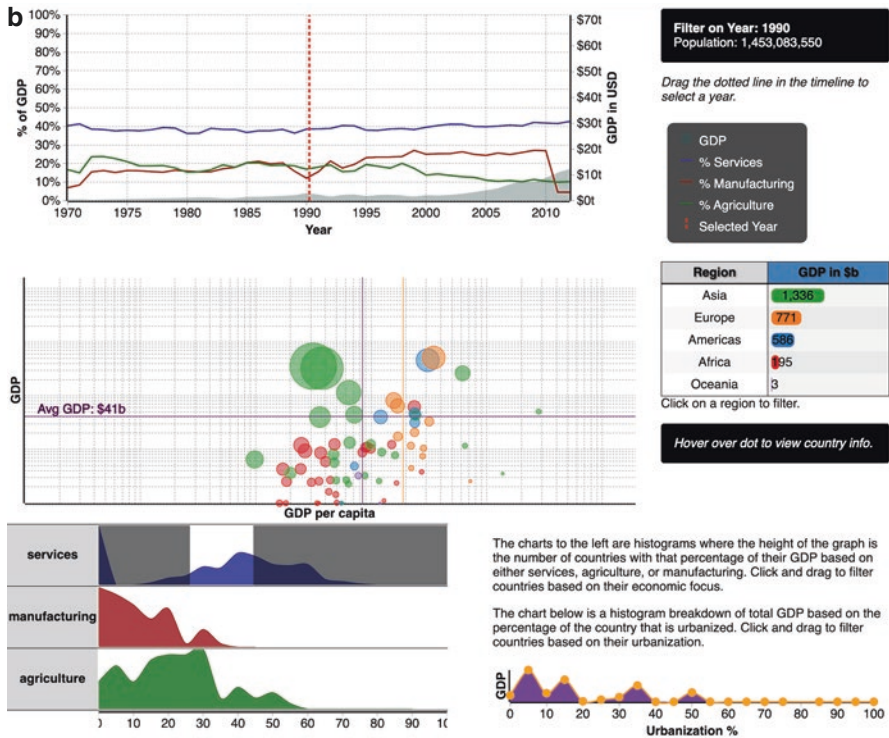 b
100%
90%
80%
70%
60%
50%
40%
30%
20%
10%
0%
% of GDP
1970
1975
1980
1985
1990
1995
2000
2005
2010
Year
$70t
$60t
$50t
$40t
$30t
$20t
$10t
$0t
GDP in USD
Filter on Year: 1990
Population: 1,453,083,550
Drag the dotted line in the timeline to
select a year.
GDP
% Services
% Manufacturing
% Agriculture
Selected Year
Region GDP in $b
Asia 1,336
Europe 771
Americas 586
Africa 195
Oceania 3
Click on a region to filter.
Hover over dot to view country info.
GDP
Avg GDP: $41b
GDP per capita
services
manufacturing
agriculture
10 20 30 40 50 60 70 80 90
The charts to the left are histograms where the height of the graph is
the number of countries with that percentage of their GDP based on
either services, agriculture, or manufacturing. Click and drag to filter
countries based on their economic focus.
The chart below is a histogram breakdown of total GDP based on the
percentage of the country that is urbanized. Click and drag to filter
countries based on their urbanization.
GDP
0 10 20 30 40 50 60 70 80 90 100
Urbanization %